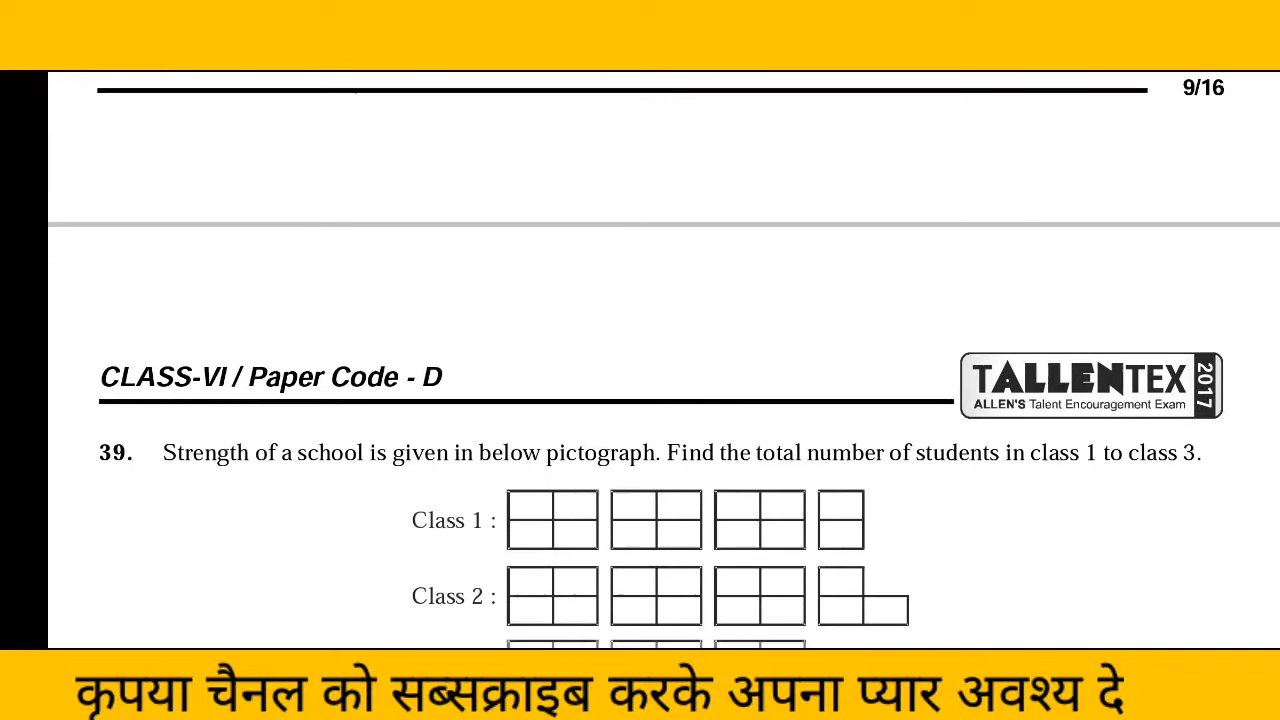 9/16
CLASS-VI / Paper Code - D
TALLENTEX 2017
ALLEN'S Talent Encouragement Exam
39. Strength of a school is given in below pictograph. Find the total number of students in class 1 to class 3.
Class 1 :
Class 2 :
कृपया चैनल को सब्सक्राइब करके अपना प्यार अवश्य दे